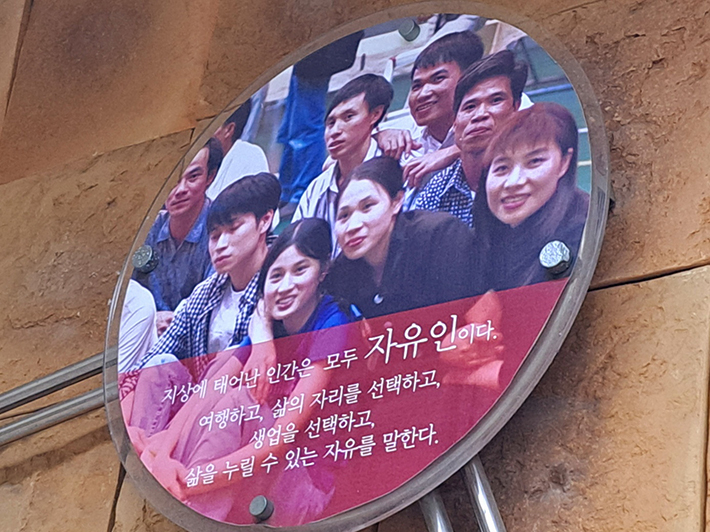 지상에 태어난 인간은 모두 자유인이다.
여행하고, 삶의 자리를 선택하고,
생업을 선택하고,
삶을 누릴 수 있는 자유를 말한다.